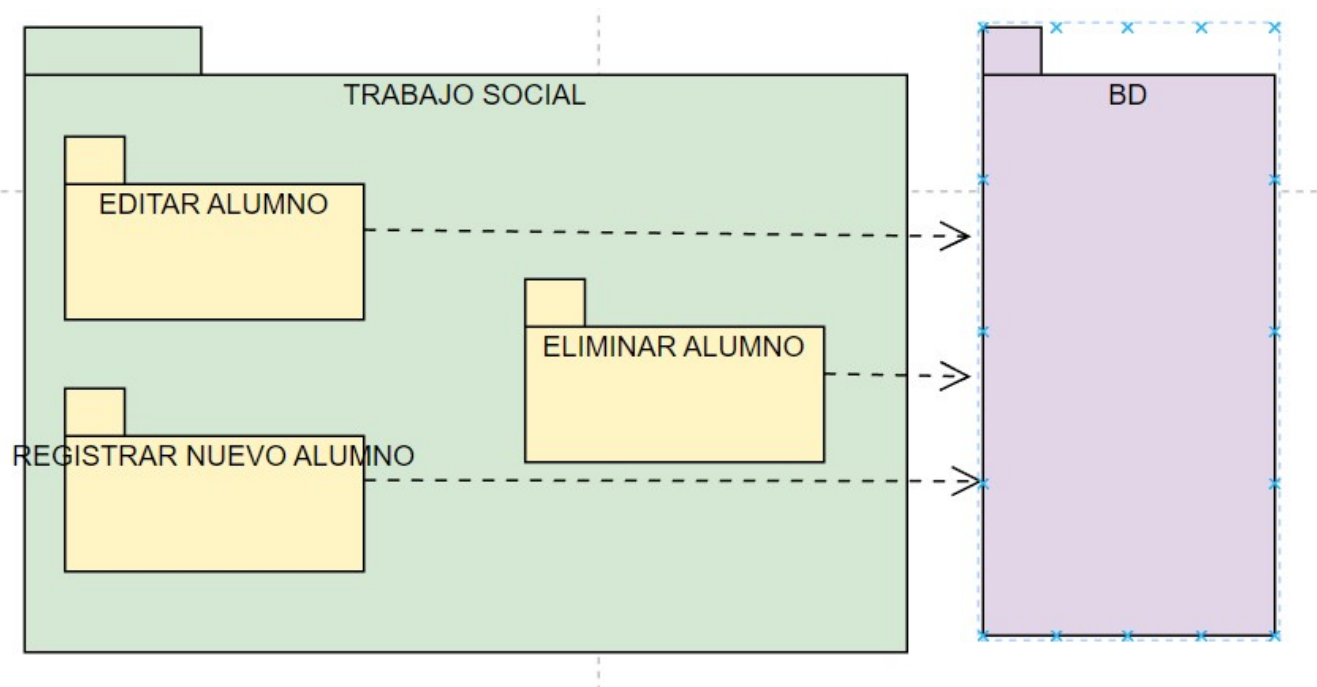 TRABAJO SOCIAL
BD
EDITAR ALUMNO
ELIMINAR ALUMNO
REGISTRAR NUEVO ALUMNO